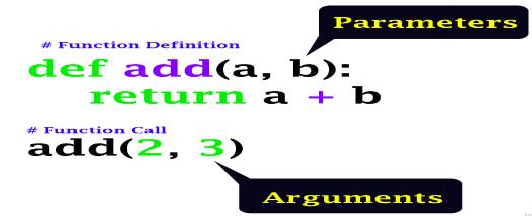 Parameters
# Function Definition
def add(a, b):
return a + b
# Function Call
add(2, 3)
Arguments